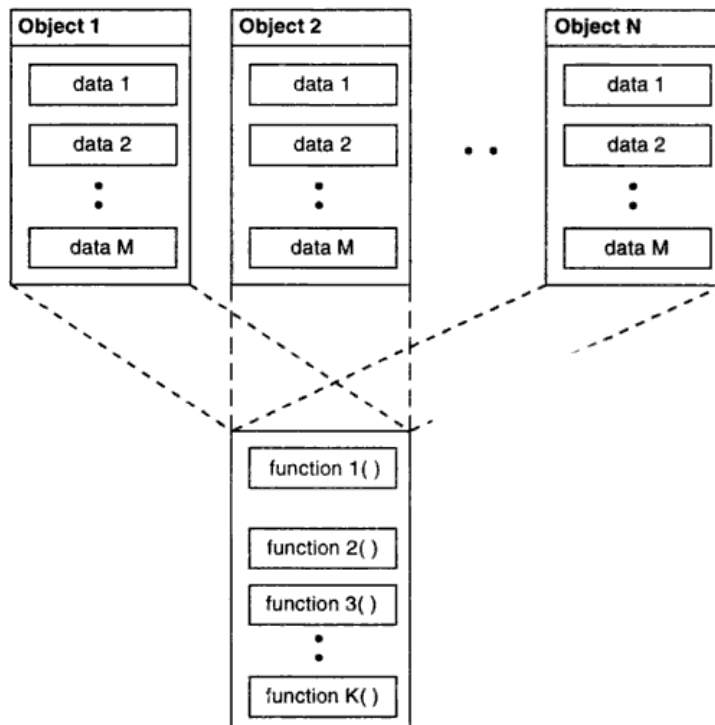 Object 1
data 1
data 2
data M
Object 2
data 1
data 2
data M
Object N
data 1
data 2
data M
function 1( )
function 2( )
function 3( )
function K( )